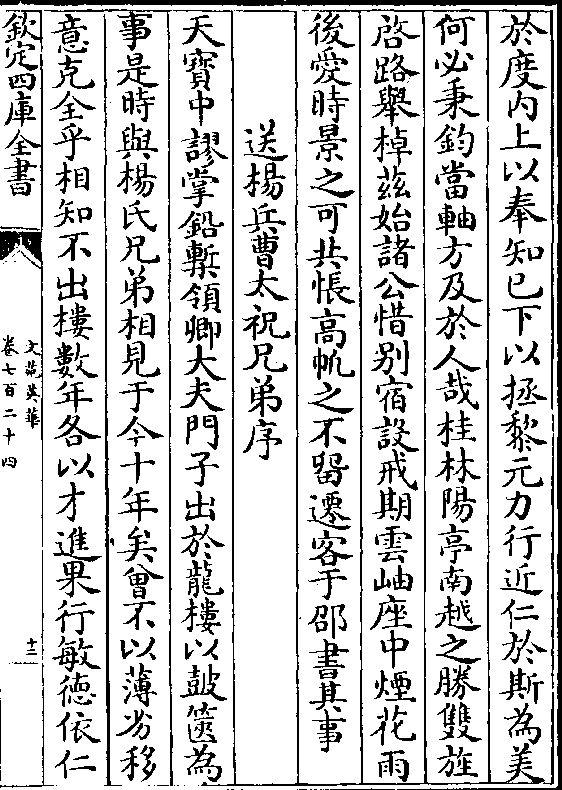 於度内上以奉知已下以拯黎元力行近仁於斯為美
何必秉鈞當軸方及於人哉桂林陽亭南越之勝雙旌
啓路舉棹茲始諸公惜别宿設戒期雲岫座中煙花雨
後愛時景之可共悵高帆之不留遷客于邵書其事
送楊兵曹太祝兄弟序
天寳中謬掌鉛槧領卿大夫門子出於龍樓以鼓篋為
事是時與楊氏兄弟相見于今十年矣曾不以薄劣移
意克全乎相知不出樓數年各以才進果行敏德依仁
欽定四庫全書
文苑英華
卷七百二十四
十二